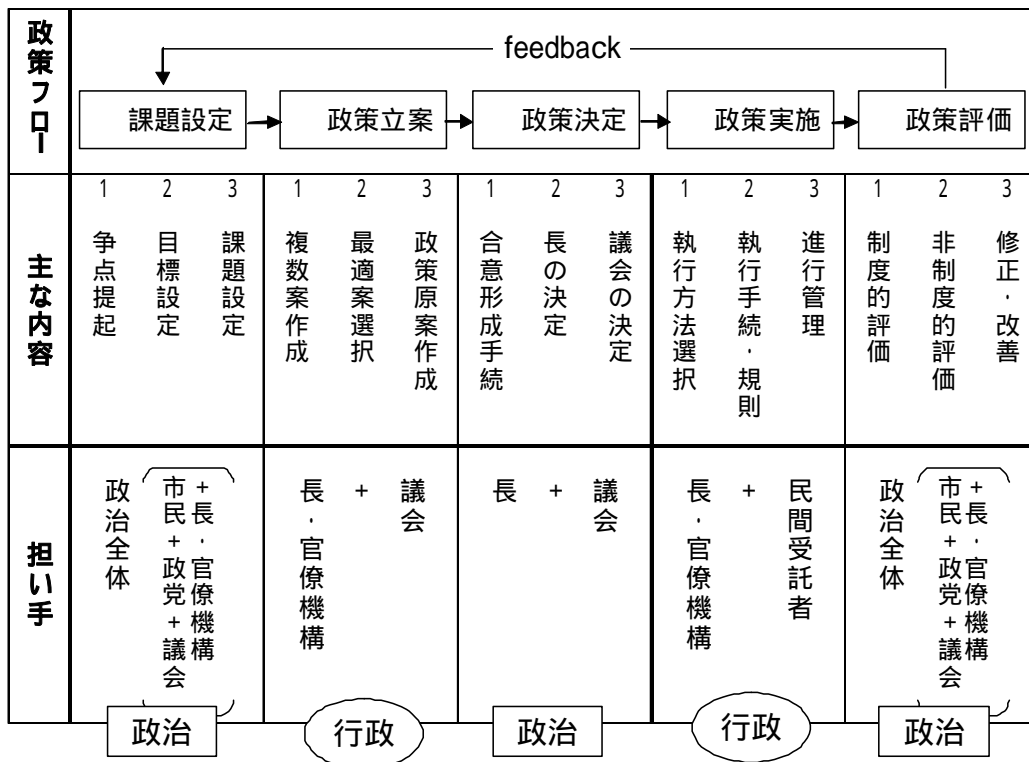 政策フロー
feedback
課題設定
政策立案
政策決定
政策実施
政策評価
主な内容
1 争点提起
2 目標設定
3 課題設定
1 複数案作成
2 最適案選択
3 政策原案作成
1 合意形成手続
2 長の決定
3 議会の決定
1 執行方法選択
2 執行手続・規則
3 進行管理
1 制度的評価
2 非制度的評価
3 修正・改善
担い手
政治全体
市民+政党+議会
+長・官僚機構
長・官僚機構
+
議会
長
+
議会
長・官僚機構
+
民間受託者
政治全体
市民+政党+議会
+長・官僚機構
政治
行政
政治
行政
政治